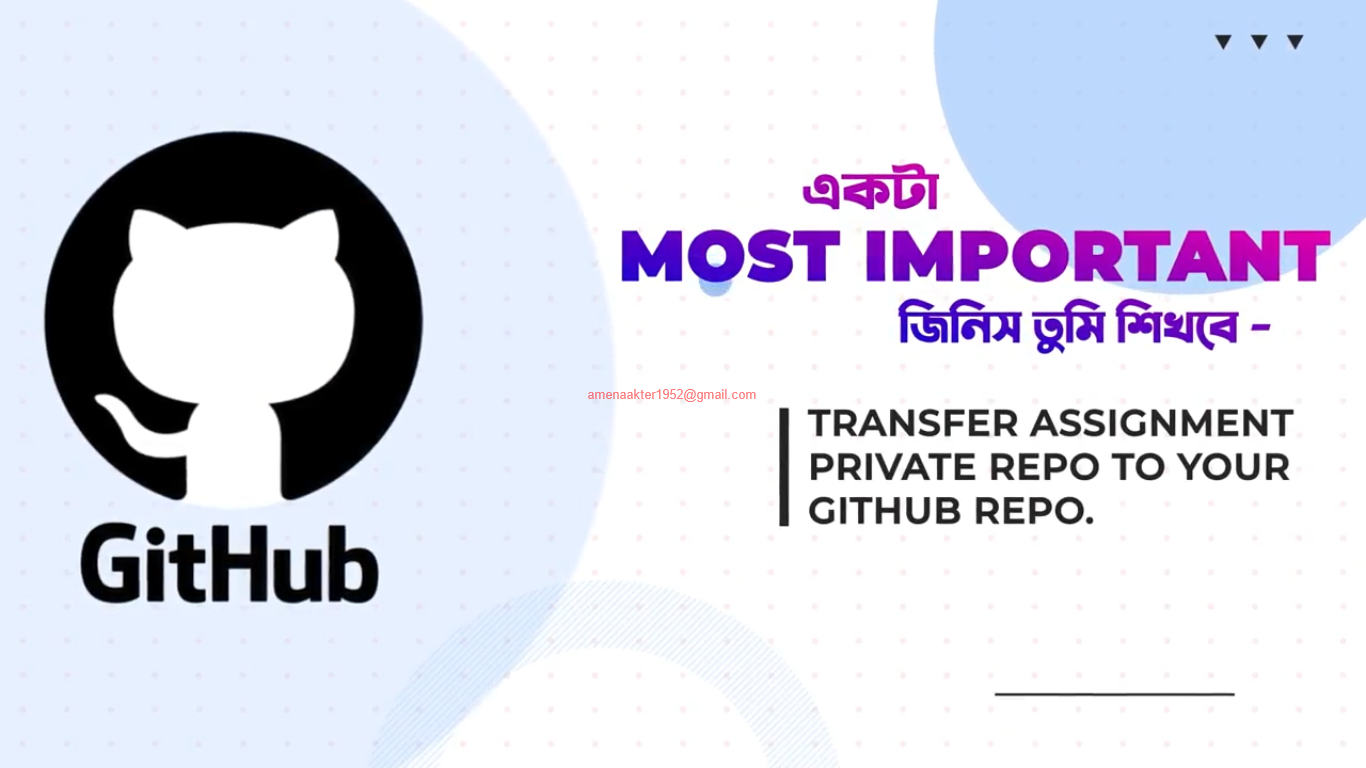 GitHub
একটা
MOST IMPORTANT
জিনিস তুমি শিখবে -
amenaakter1952@gmail.com
TRANSFER ASSIGNMENT
PRIVATE REPO TO YOUR
GITHUB REPO.